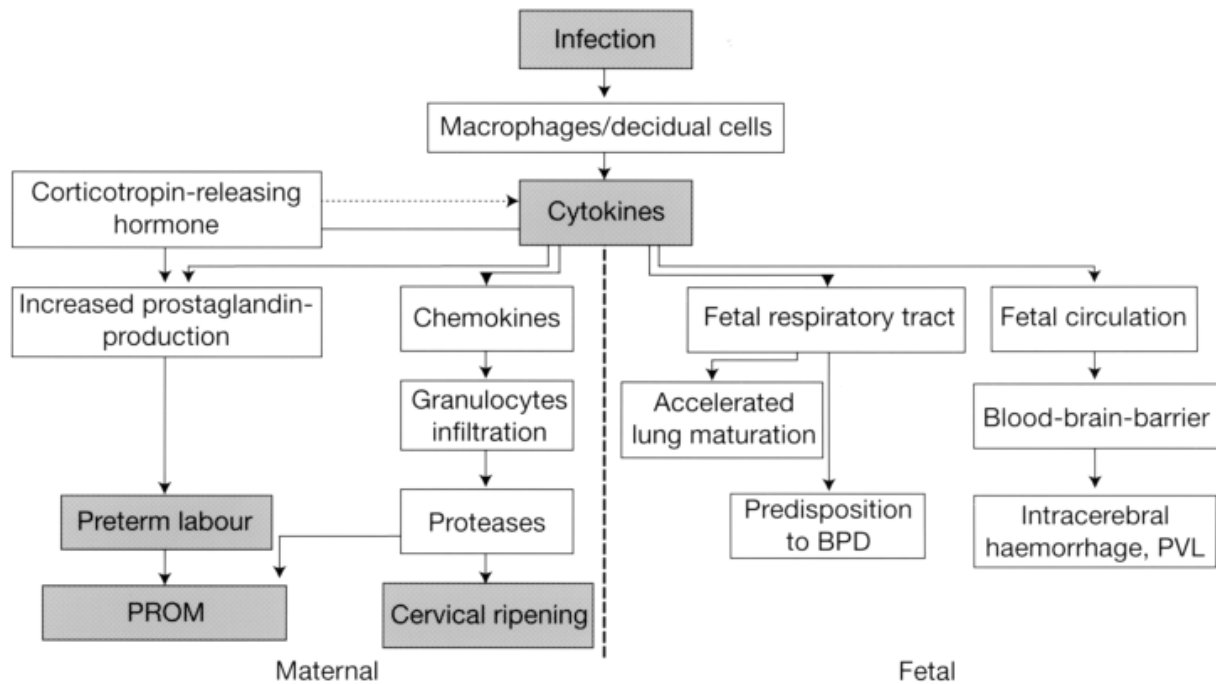 Infection
Macrophages/decidual cells
Corticotropin-releasing
hormone
Cytokines
Increased prostaglandin-
production
Chemokines
Fetal respiratory tract
Fetal circulation
Granulocytes
infiltration
Accelerated
lung maturation
Blood-brain-barrier
Preterm labour
Proteases
Predisposition
to BPD
Intracerebral
haemorrhage, PVL
PROM
Cervical ripening
Maternal
Fetal